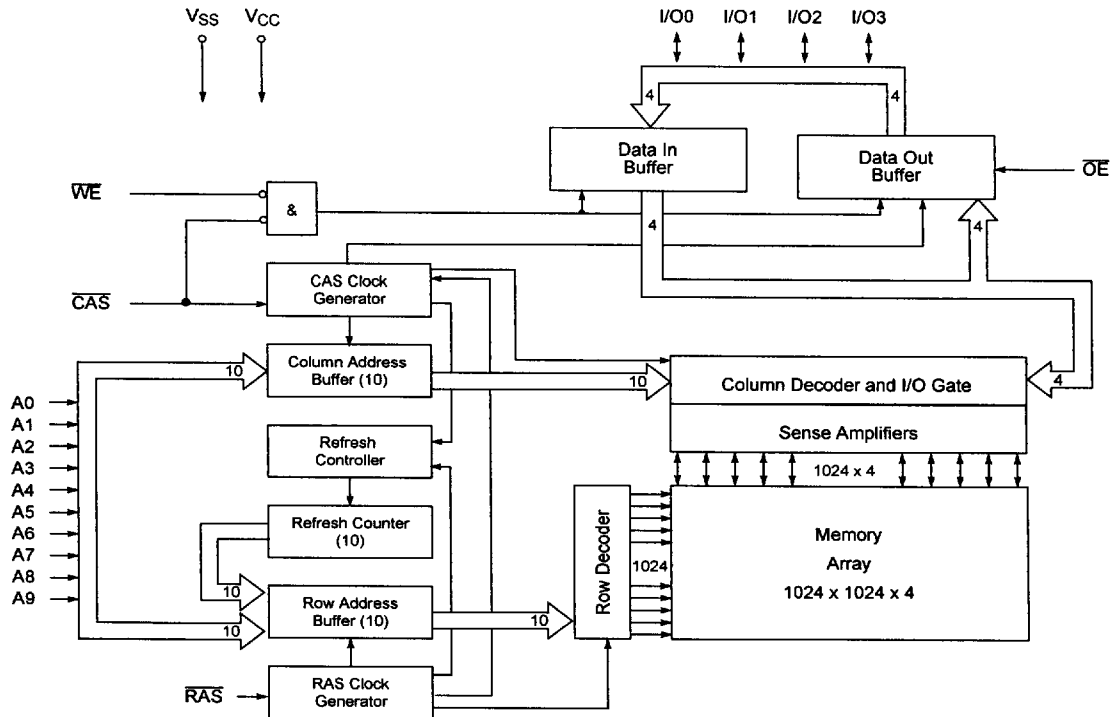 VSS
VCC
I/O0
I/O1
I/O2
I/O3
4
Data In
Buffer
Data Out
Buffer
OE
WE
&
4
4
CAS
CAS Clock
Generator
10
Column Address
Buffer (10)
10
Column Decoder and I/O Gate
4
Sense Amplifiers
A0
A1
A2
A3
A4
A5
A6
A7
A8
A9
Refresh
Controller
1024 x 4
Refresh Counter
(10)
Row Decoder
1024
Memory
Array
1024 x 1024 x 4
10
10
Row Address
Buffer (10)
10
RAS
RAS Clock
Generator